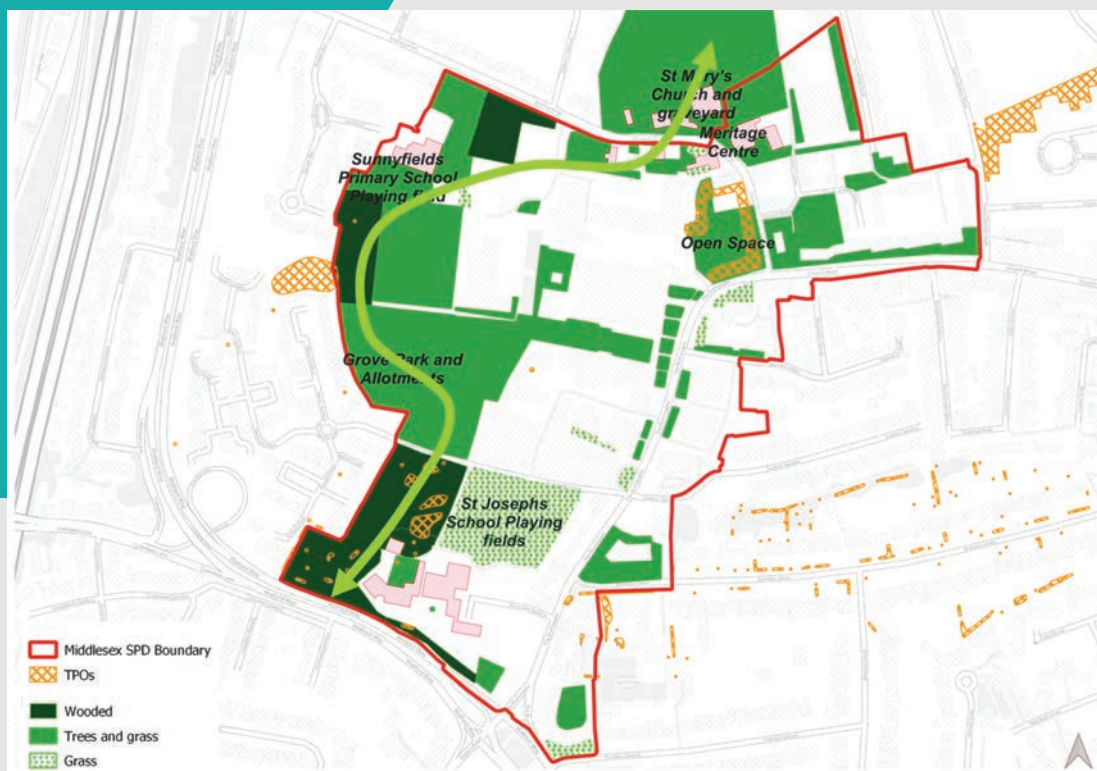 St Mary's
Church and
graveyard
Meritage
Centre
Sunnyfields
Primary School
Playing field
Open Space
Grove Park and
Allotments
St Josephs
School Playing
fields
Middlesex SPD Boundary
TPOs
Wooded
Trees and grass
Grass